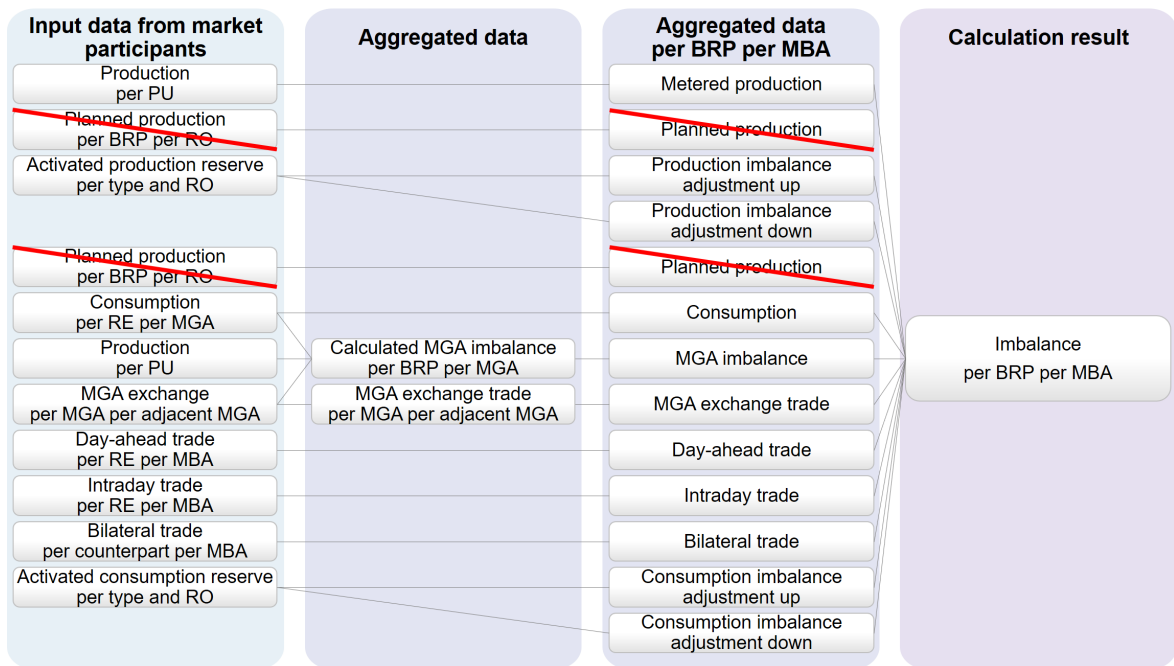 Input data from market
participants
Production
per PU
Planned production
per BRP per RO
Activated production reserve
per type and RO
Planned production
per BRP per RO
Consumption
per RE per MGA
Production
per PU
MGA exchange
per MGA per adjacent MGA
Day-ahead trade
per RE per MBA
Intraday trade
per RE per MBA
Bilateral trade
per counterpart per MBA
Activated consumption reserve
per type and RO
Aggregated data
Calculated MGA imbalance
per BRP per MGA
MGA exchange trade
per MGA per adjacent MGA
Aggregated data
per BRP per MBA
Metered production
Planned production
Production imbalance
adjustment up
Production imbalance
adjustment down
Planned production
Consumption
MGA imbalance
MGA exchange trade
Day-ahead trade
Intraday trade
Bilateral trade
Consumption imbalance
adjustment up
Consumption imbalance
adjustment down
Calculation result
Imbalance
per BRP per MBA